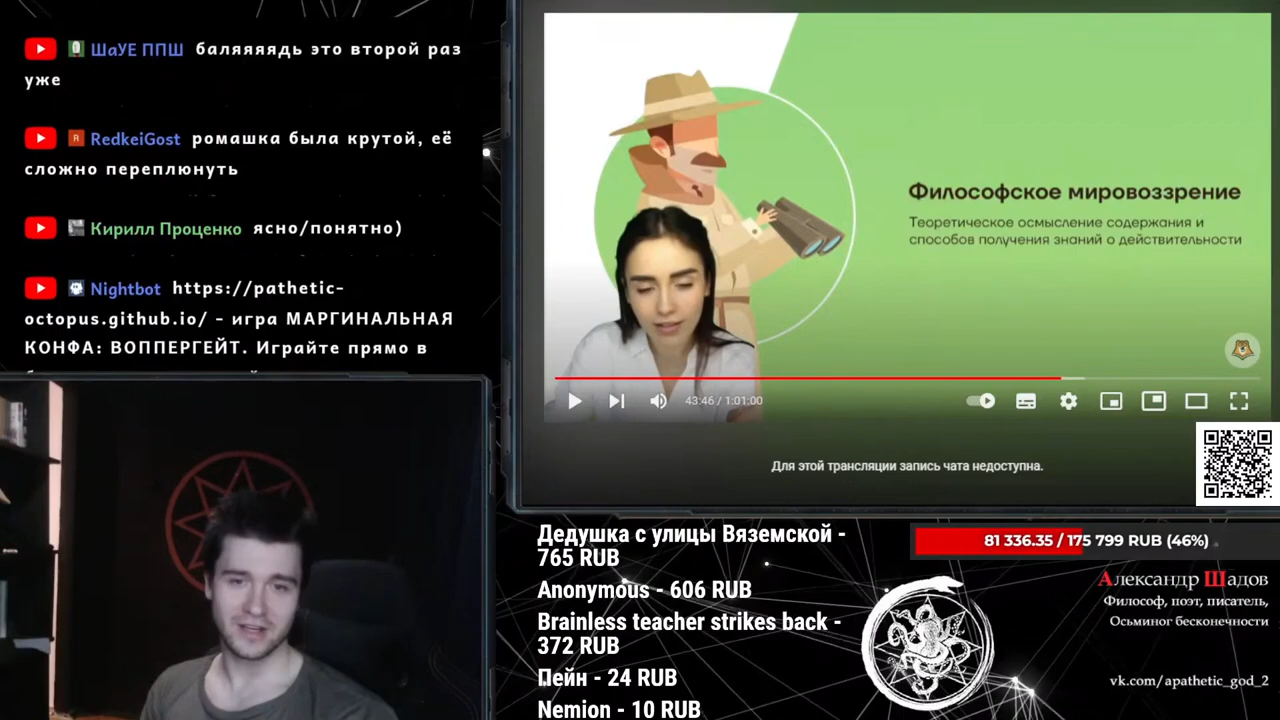 ШаУЕ ППШ баляяяядь это второй раз
уже
RedkeiGost ромашка была крутой, её
сложно переплюнуть
Кирилл Проценко ясно/понятно)
Nightbot https://pathetic-
octopus.github.io/ - игра МАРГИНАЛЬНАЯ
КОНФА: ВОППЕРГЕЙТ. Играйте прямо в
Философское мировоззрение
Теоретическое осмысление содержания и
способов получения знаний о действительности
43:46 / 1:01:00
Для этой трансляции запись чата недоступна.
Дедушка с улицы Вяземской -
765 RUB
Anonymous - 606 RUB
Brainless teacher strikes back -
372 RUB
Пейн - 24 RUB
Nemion - 10 RUB
81 336.35 / 175 799 RUB (46%)
Александр Шадов
Философ, поэт, писатель,
Осьминог бесконечности
vk.com/apathetic_god_2